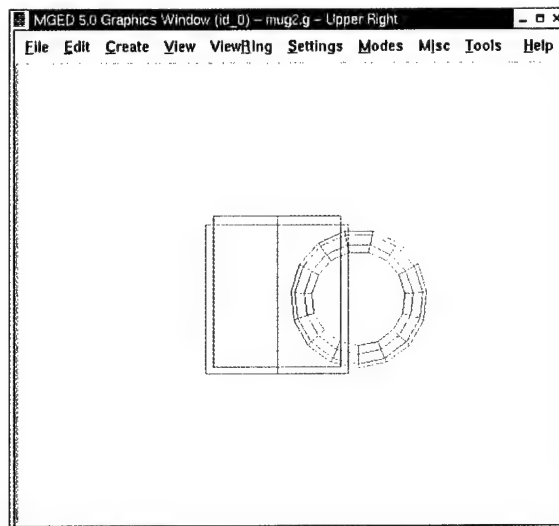 MGED 5.0 Graphics Window (id_0) – mug2.g – Upper Right
File Edit Create View ViewRing Settings Modes Misc Tools Help